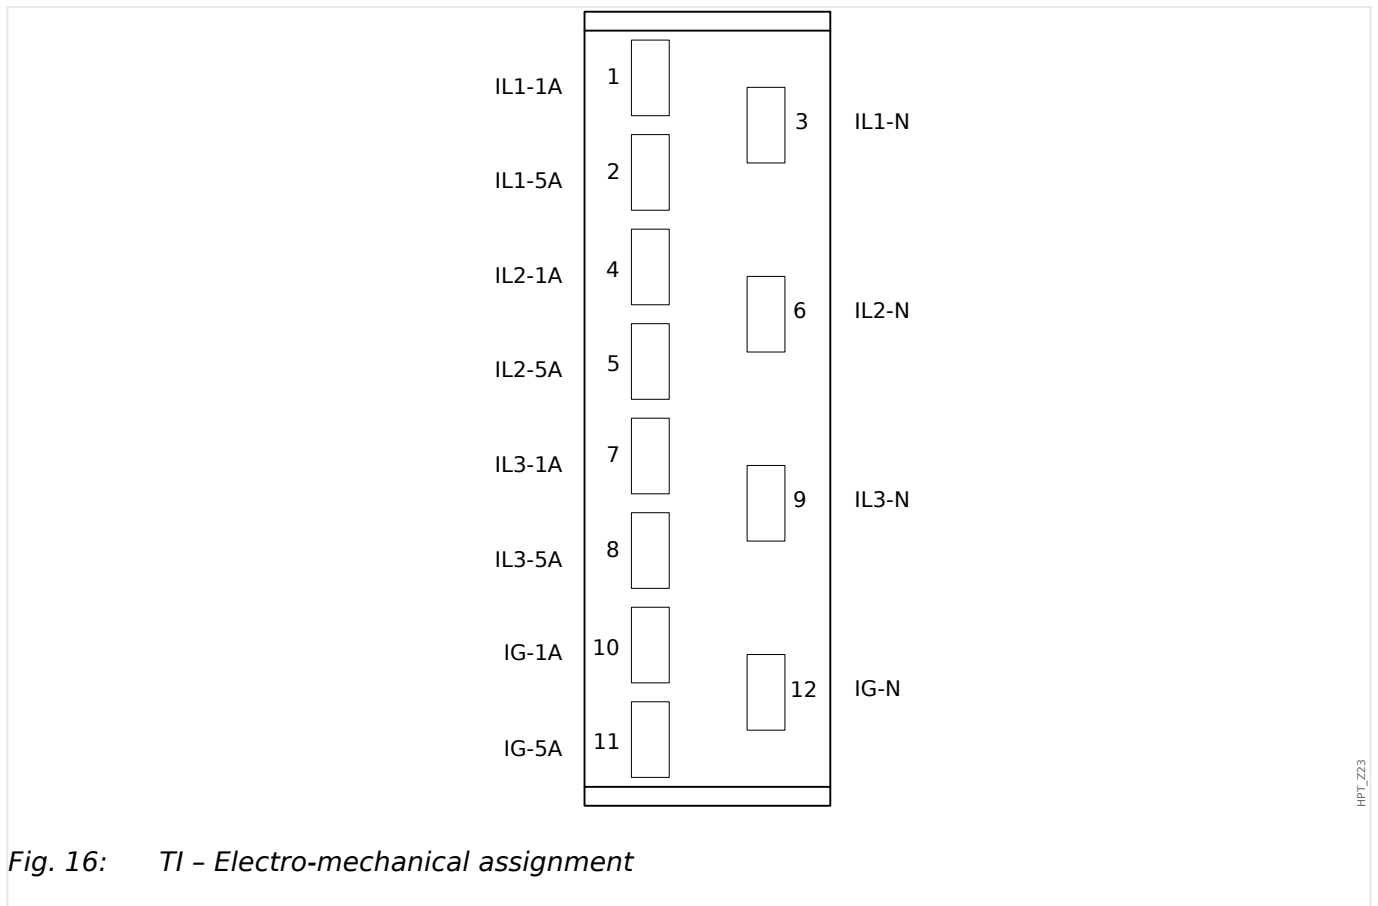 IL1-1A 1
3 IL1-N
IL1-5A 2
IL2-1A 4
6 IL2-N
IL2-5A 5
IL3-1A 7
9 IL3-N
IL3-5A 8
IG-1A 10
12 IG-N
IG-5A 11
HPT_Z23
Fig. 16: TI – Electro-mechanical assignment